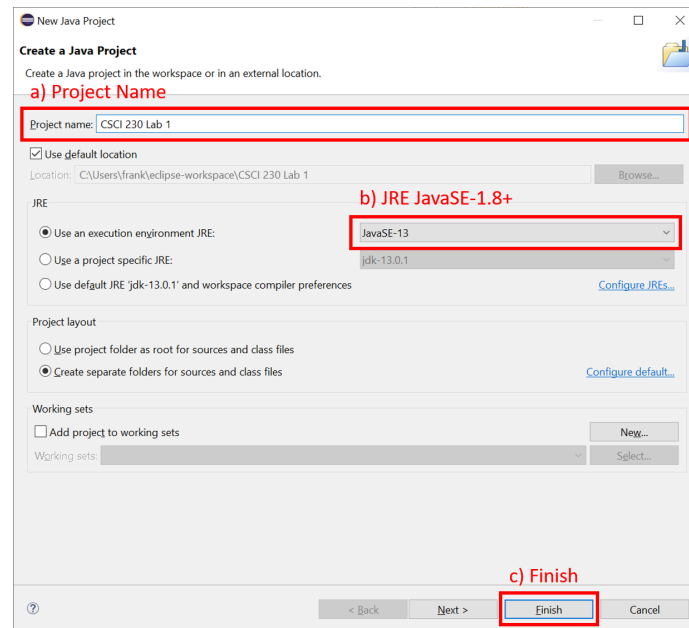 New Java Project
Create a Java Project
Create a Java project in the workspace or in an external location.
a) Project Name
Project name: CSCI 230 Lab 1
Use default location
Location: C:\Users\frank\eclipse-workspace\CSCI 230 Lab 1 Browse...
b) JRE JavaSE-1.8+
JRE
Use an execution environment JRE: JavaSE-13
Use a project specific JRE: jdk-13.0.1
Use default JRE 'jdk-13.0.1' and workspace compiler preferences Configure JREs...
Project layout
Use project folder as root for sources and class files
Create separate folders for sources and class files Configure default...
Working sets
Add project to working sets New...
Working sets: Select...
c) Finish
? < Back Next > Finish Cancel